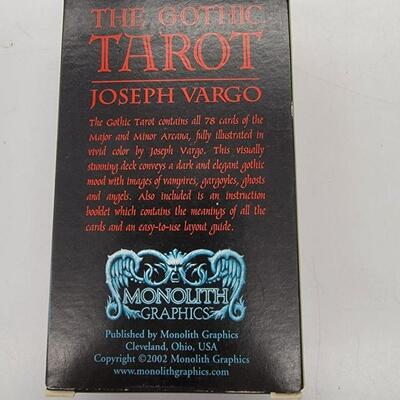 THE GOTHIC
TAROT
JOSEPH VARGO
The Gothic Tarot contains all 78 cards of the
Major and Minor Arcana, fully illustrated in
vivid color by Joseph Vargo. This visually
stunning deck conveys a dark and elegant gothic
mood with images of vampires, gargoyles, ghosts
and angels. Also included is an instruction
booklet which contains the meanings of all the
cards and an easy-to-use layout guide.
MONOLITH
GRAPHICS™
Published by Monolith Graphics
Cleveland, Ohio, USA
Copyright ©2002 Monolith Graphics
www.monolithgraphics.com